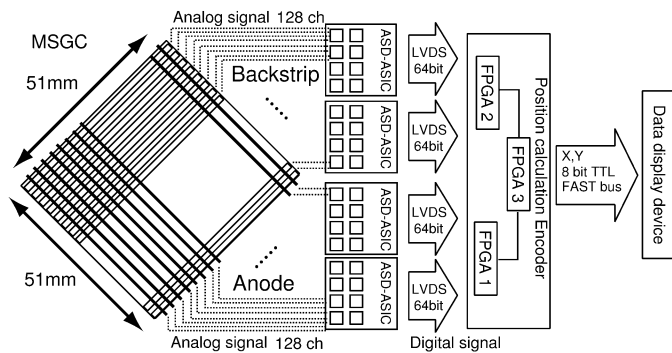 Analog signal 128 ch
MSGC
51mm
Backstrip
ASD-ASIC
LVDS
64bit
ASD-ASIC
LVDS
64bit
ASD-ASIC
LVDS
64bit
ASD-ASIC
LVDS
64bit
FPGA 2
FPGA 3
FPGA 1
Position calculation Encoder
X,Y
8 bit TTL
FAST bus
Data display device
51mm
Anode
Analog signal 128 ch
Digital signal